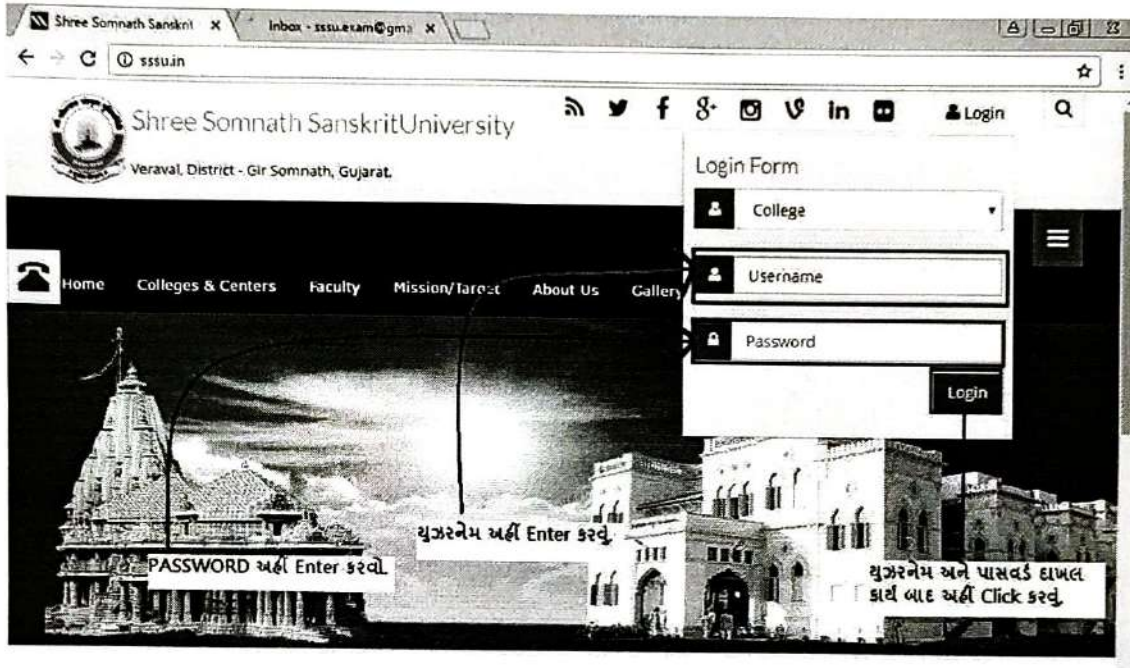 Shree Somnath Sanskrit
Inbox - sssu.exam@gma
sssu.in
Shree Somnath SanskritUniversity
Veraval, District - Gir Somnath, Gujarat.
Login
Login Form
College
Username
Password
Login
Home Colleges & Centers Faculty Mission/Target About Us Gallery
યુઝરનેમ અહીં Enter કરવું.
PASSWORD અહીં Enter કરવો.
યુઝરનેમ અને પાસવર્ડ દાખલ
કાર્ય બાદ અહીં Click કરવું.